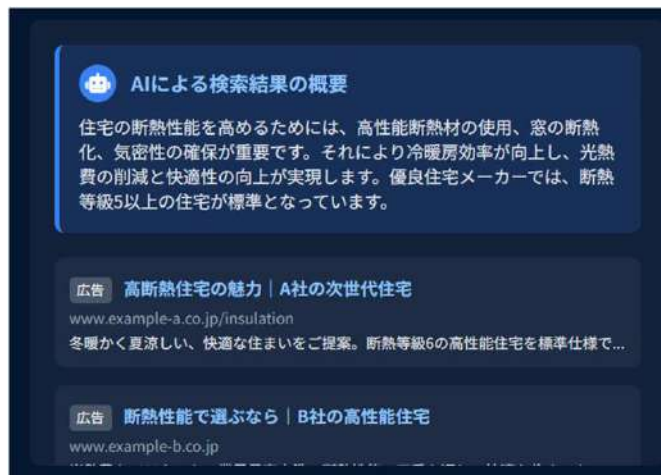 AIによる検索結果の概要
住宅の断熱性能を高めるためには、高性能断熱材の使用、窓の断熱
化、気密性の確保が重要です。それにより冷暖房効率が向上し、光熱
費の削減と快適性の向上が実現します。優良住宅メーカーでは、断熱
等級5以上の住宅が標準となっています。
広告 高断熱住宅の魅力｜A社の次世代住宅
www.example-a.co.jp/insulation
冬暖かく夏涼しい、快適な住まいをご提案。断熱等級6の高性能住宅を標準仕様で...
広告 断熱性能で選ぶなら｜B社の高性能住宅
www.example-b.co.jp